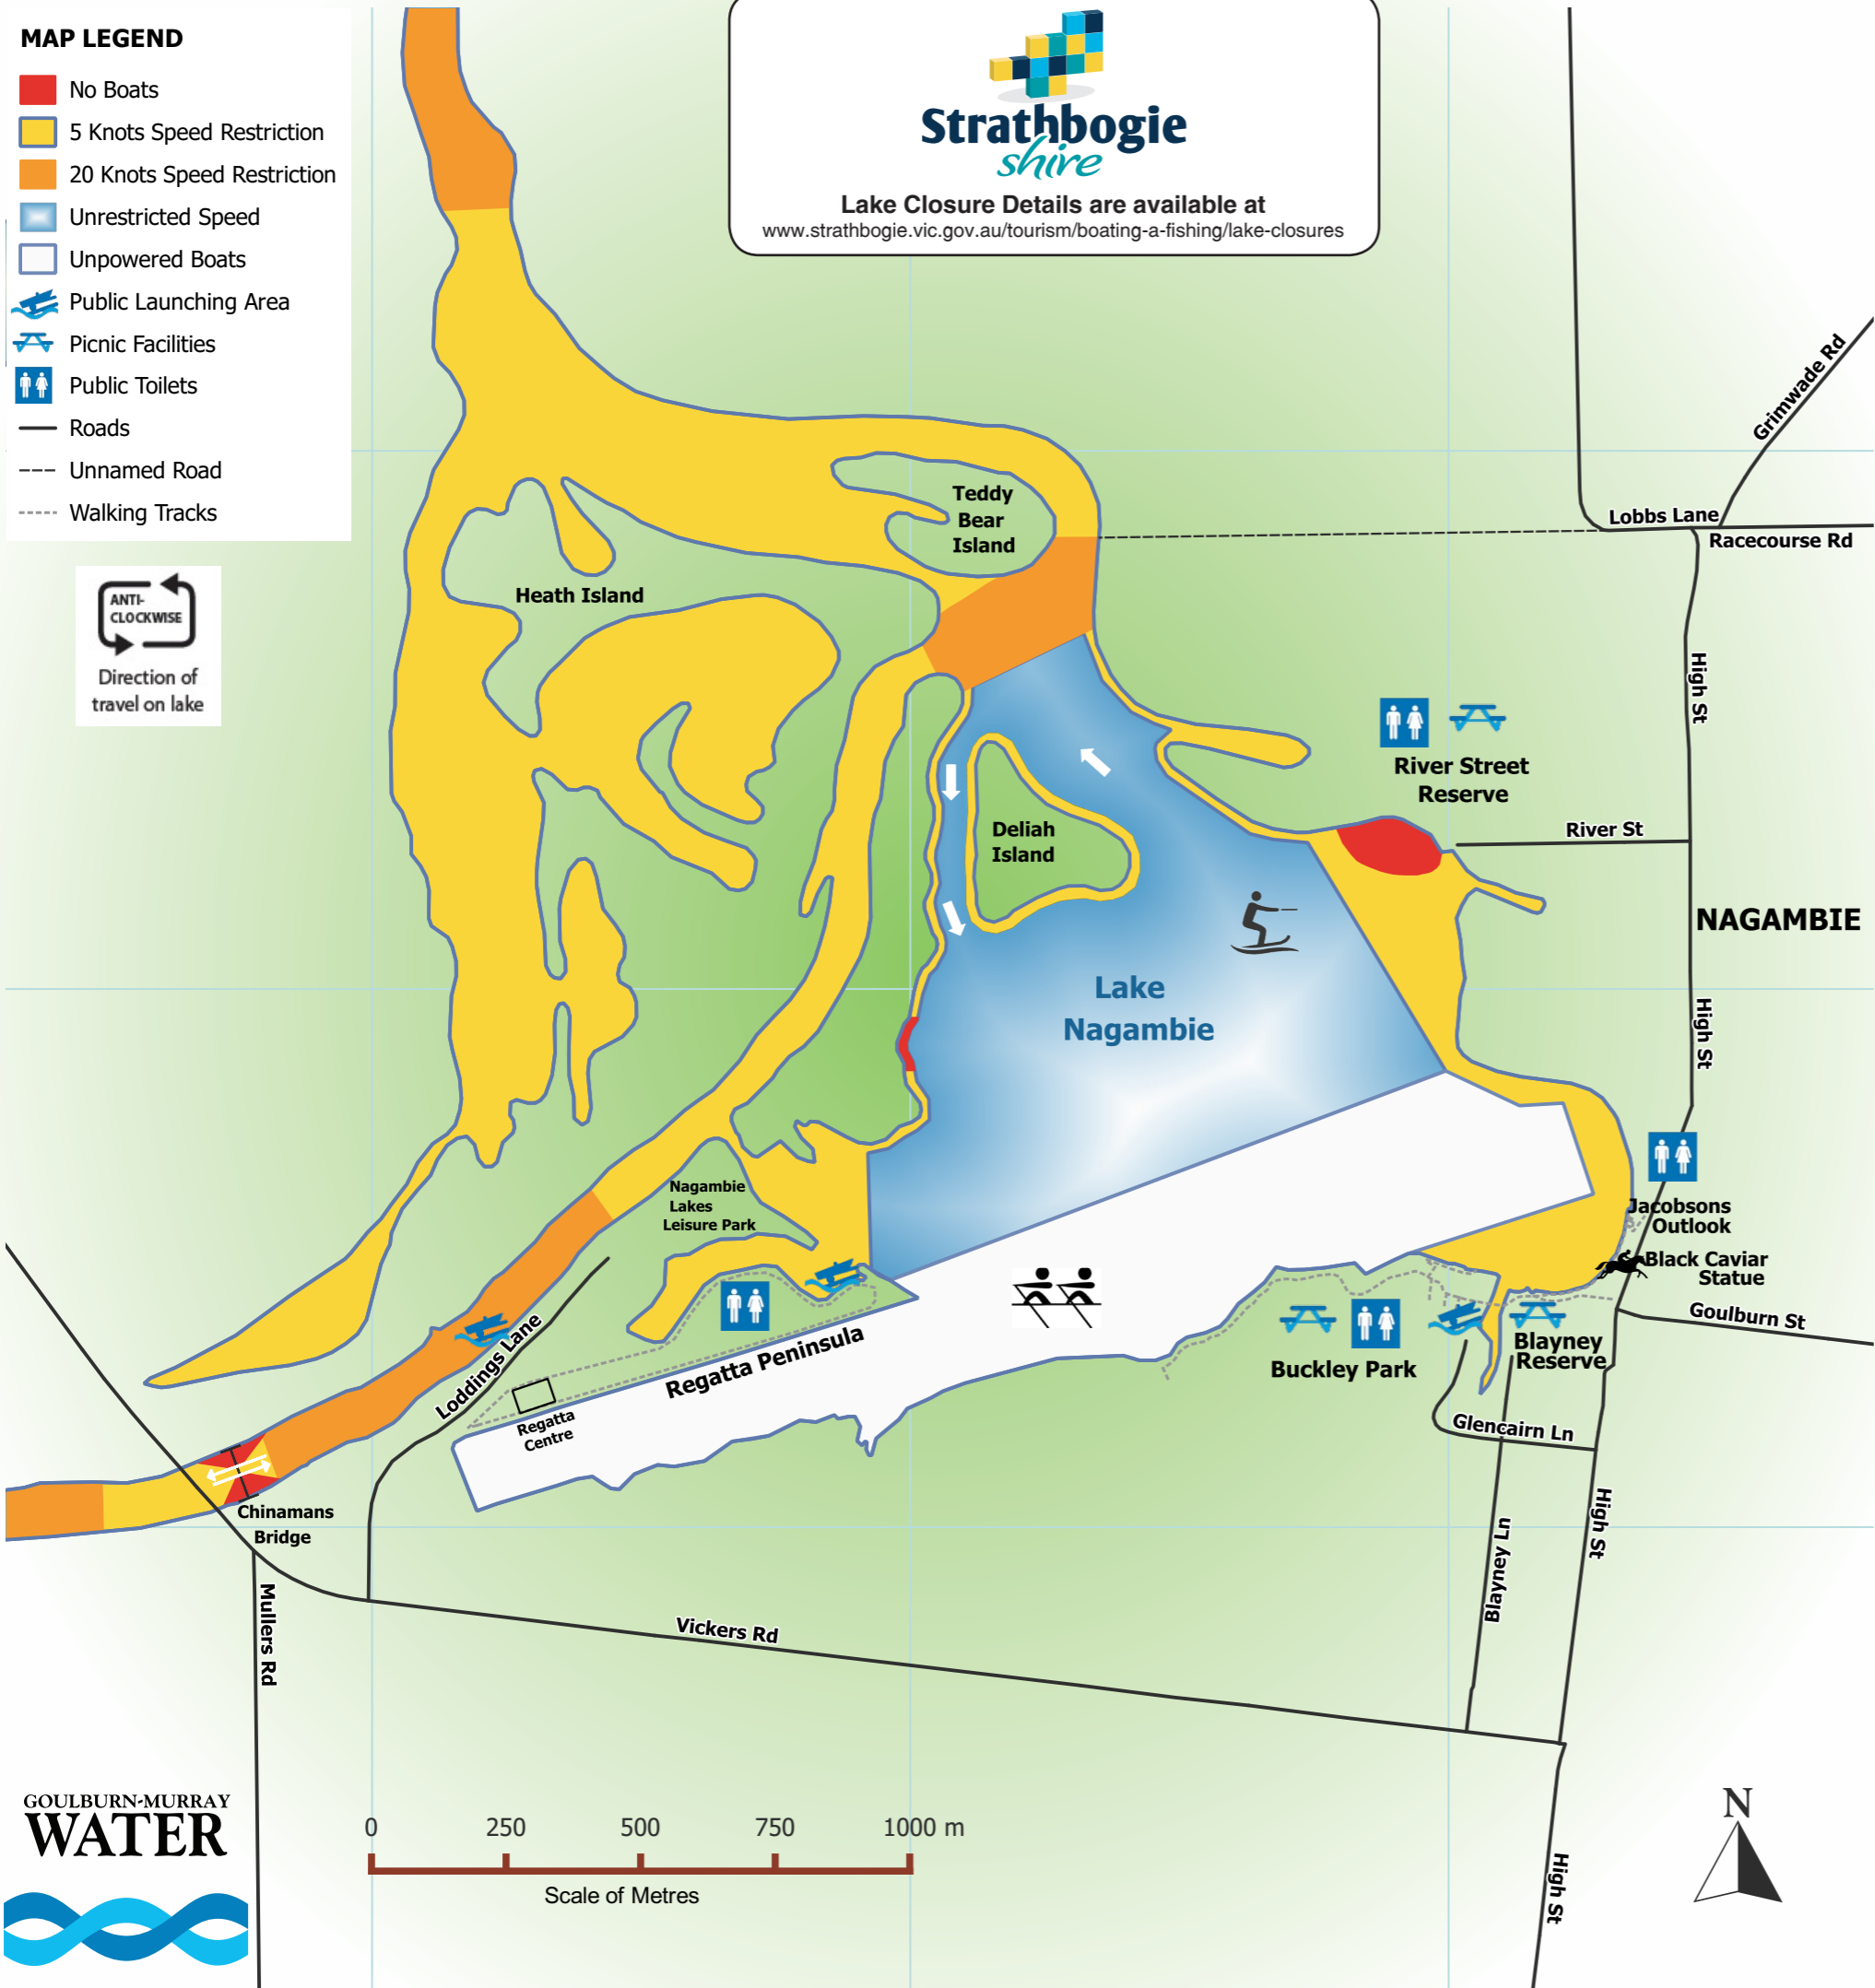 MAP LEGEND
No Boats
5 Knots Speed Restriction
20 Knots Speed Restriction
Unrestricted Speed
Unpowered Boats
Public Launching Area
Picnic Facilities
Public Toilets
Roads
Unnamed Road
Walking Tracks
ANTI-
CLOCKWISE
Direction of
travel on lake
Strathbogie
shire
Lake Closure Details are available at
www.strathbogie.vic.gov.au/tourism/boating-a-fishing/lake-closures
Grimwade Rd
Lobbs Lane
Racecourse Rd
Teddy
Bear
Island
Heath Island
High St
River Street
Reserve
River St
Deliah
Island
NAGAMBIE
Lake
Nagambie
High St
Nagambie
Lakes
Leisure Park
Jacobsons
Outlook
Black Caviar
Statue
Goulburn St
Loddings Lane
Regatta Peninsula
Regatta
Centre
Buckley Park
Blayney
Reserve
Glencairn Ln
High St
Blayney Ln
Chinamans
Bridge
Mullers Rd
Vickers Rd
High St
GOULBURN-MURRAY
WATER
0 250 500 750 1000 m
Scale of Metres
N